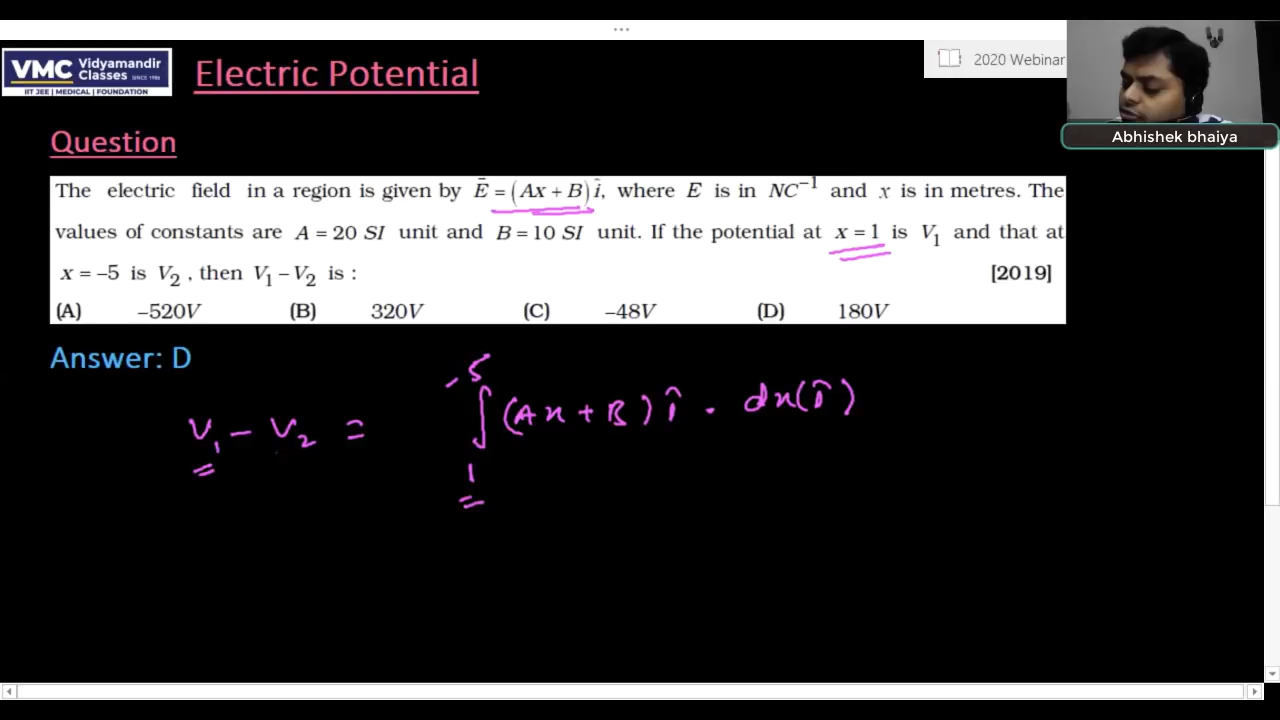 VMC Vidyamandir Classes SINCE 1986
IIT JEE | MEDICAL | FOUNDATION
Electric Potential
2020 Webinar
Abhishek bhaiya
Question
The electric field in a region is given by Ē = (Ax + B) î, where E is in NC⁻¹ and x is in metres. The
values of constants are A = 20 SI unit and B = 10 SI unit. If the potential at x = 1 is V₁ and that at
x = –5 is V₂, then V₁ – V₂ is : [2019]
(A) –520V (B) 320V (C) –48V (D) 180V
Answer: D
V₁ – V₂ = ∫₁⁻⁵ (Ax + B) î . dx(î)